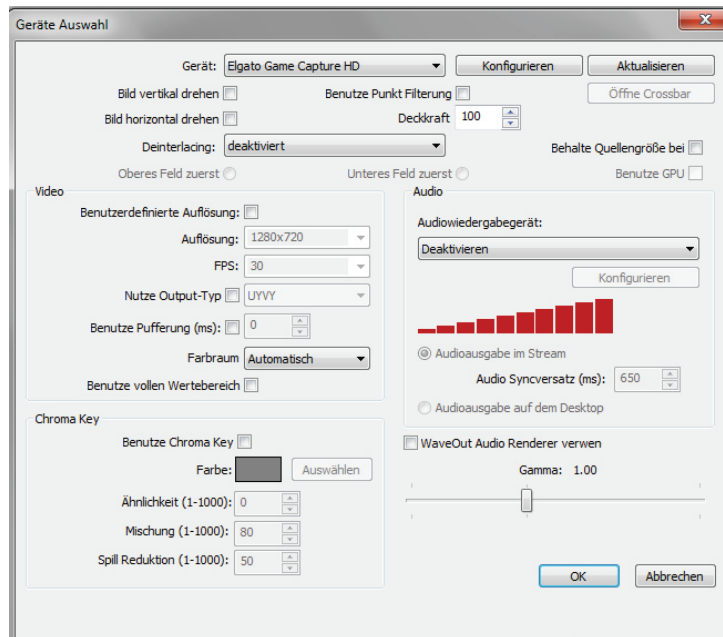 Geräte Auswahl
Gerät: Elgato Game Capture HD Konfigurieren Aktualisieren
Bild vertikal drehen Benutze Punkt Filterung Öffne Crossbar
Bild horizontal drehen Deckkraft 100
Deinterlacing: deaktiviert Behalte Quellengröße bei
Oberes Feld zuerst Unteres Feld zuerst Benutze GPU
Video
Benutzerdefinierte Auflösung:
Auflösung: 1280x720
FPS: 30
Nutze Output-Typ UYVY
Benutze Pufferung (ms): 0
Farbraum Automatisch
Benutze vollen Wertebereich
Audio
Audiowiedergabegerät:
Deaktivieren
Konfigurieren
Audioausgabe im Stream
Audio Syncversatz (ms): 650
Audioausgabe auf dem Desktop
Chroma Key
Benutze Chroma Key
Farbe: Auswählen
Ähnlichkeit (1-1000): 0
Mischung (1-1000): 80
Spill Reduktion (1-1000): 50
WaveOut Audio Renderer verwen
Gamma: 1.00
OK Abbrechen